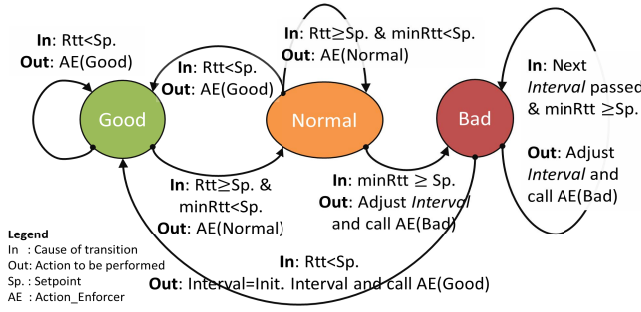 In: Rtt<Sp.
Out: AE(Good)
In: Rtt<Sp.
Out: AE(Good)
In: Rtt≥Sp. & minRtt<Sp.
Out: AE(Normal)
In: Next
Interval passed
& minRtt ≥Sp.
Out: Adjust
Interval and
call AE(Bad)
Good
Normal
Bad
In: Rtt≥Sp. &
minRtt<Sp.
Out: AE(Normal)
In: minRtt ≥ Sp.
Out: Adjust Interval
and call AE(Bad)
In: Rtt<Sp.
Out: Interval=Init. Interval and call AE(Good)
Legend
In : Cause of transition
Out: Action to be performed
Sp. : Setpoint
AE : Action_Enforcer